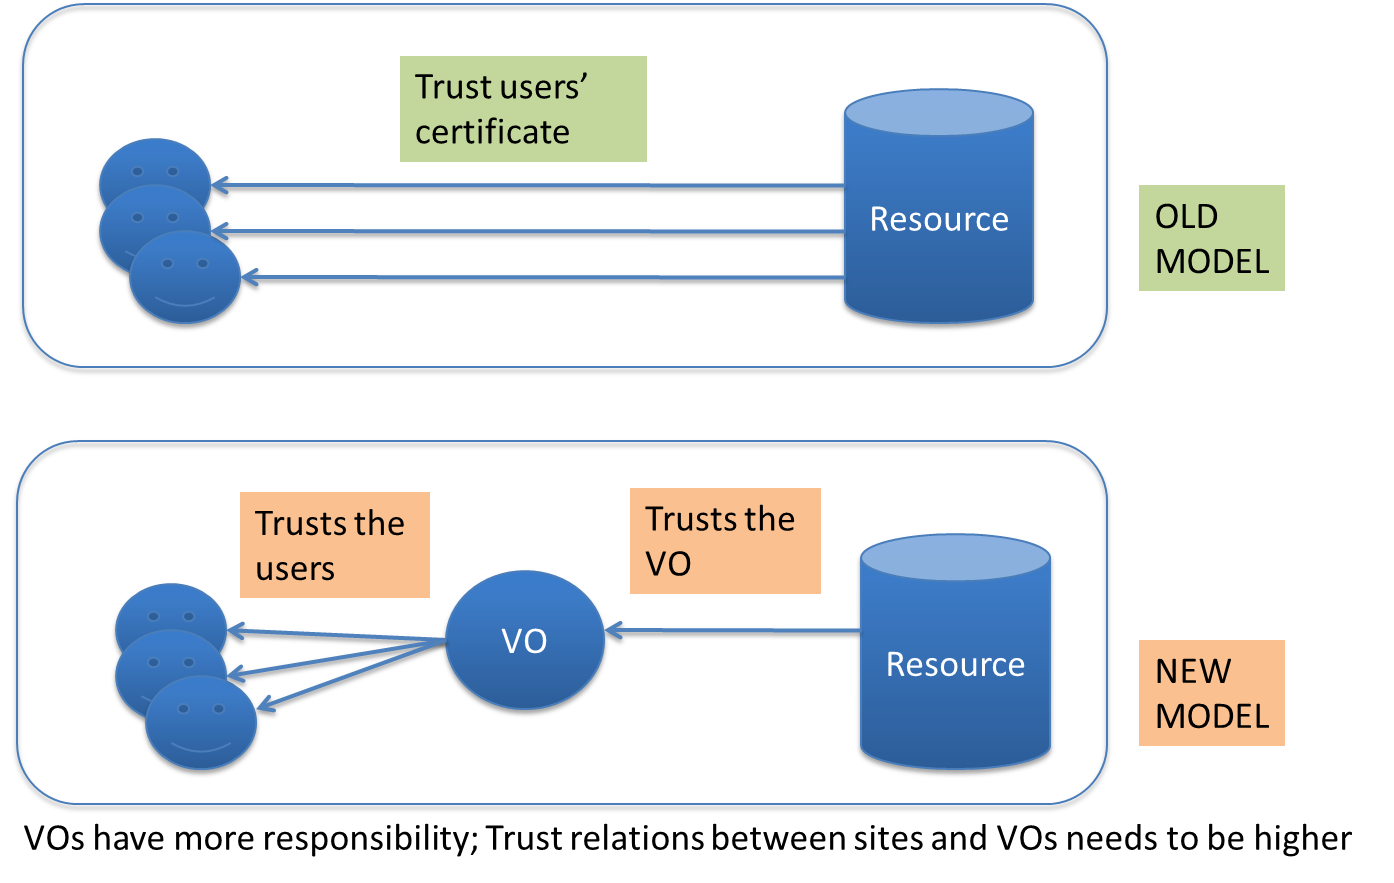 Trust users’
certificate
Resource
OLD
MODEL
Trusts the
users
Trusts the
VO
VO
Resource
NEW
MODEL
VOs have more responsibility; Trust relations between sites and VOs needs to be higher